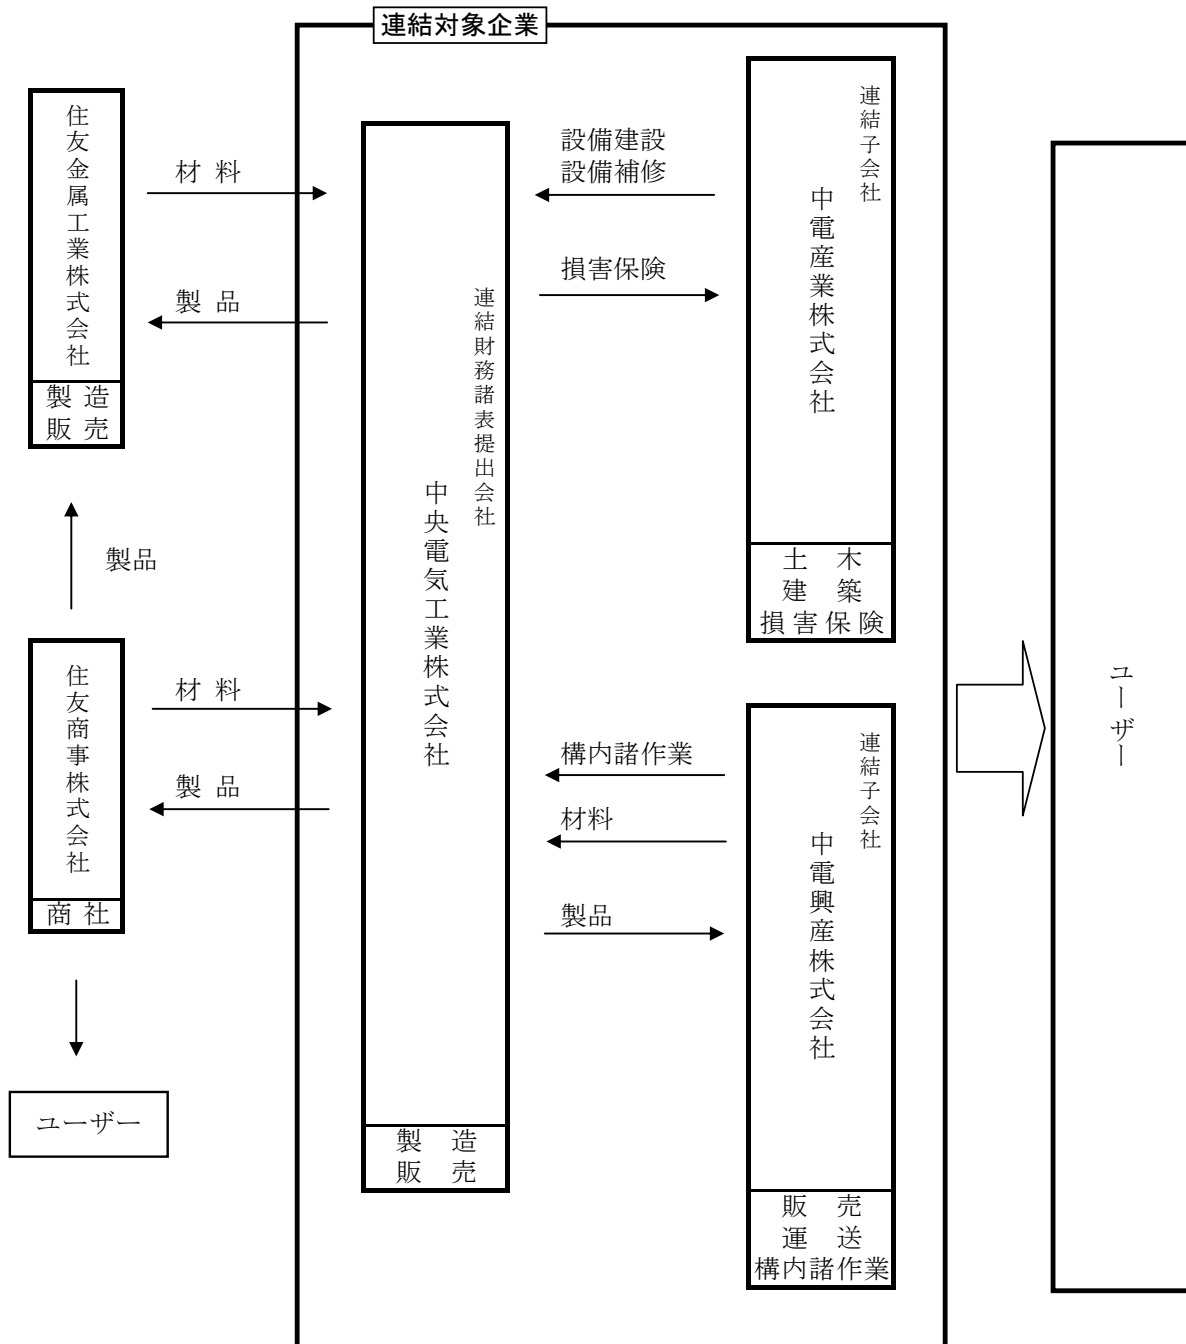 連結対象企業
住友金属工業株式会社
製造
販売
材料
製品
製品
住友商事株式会社
商社
材料
製品
ユーザー
連結財務諸表提出会社
中央電気工業株式会社
製造
販売
設備建設
設備補修
損害保険
連結子会社
中電産業株式会社
土木
建築
損害保険
構内諸作業
材料
製品
連結子会社
中電興産株式会社
販売
運送
構内諸作業
ユーザー